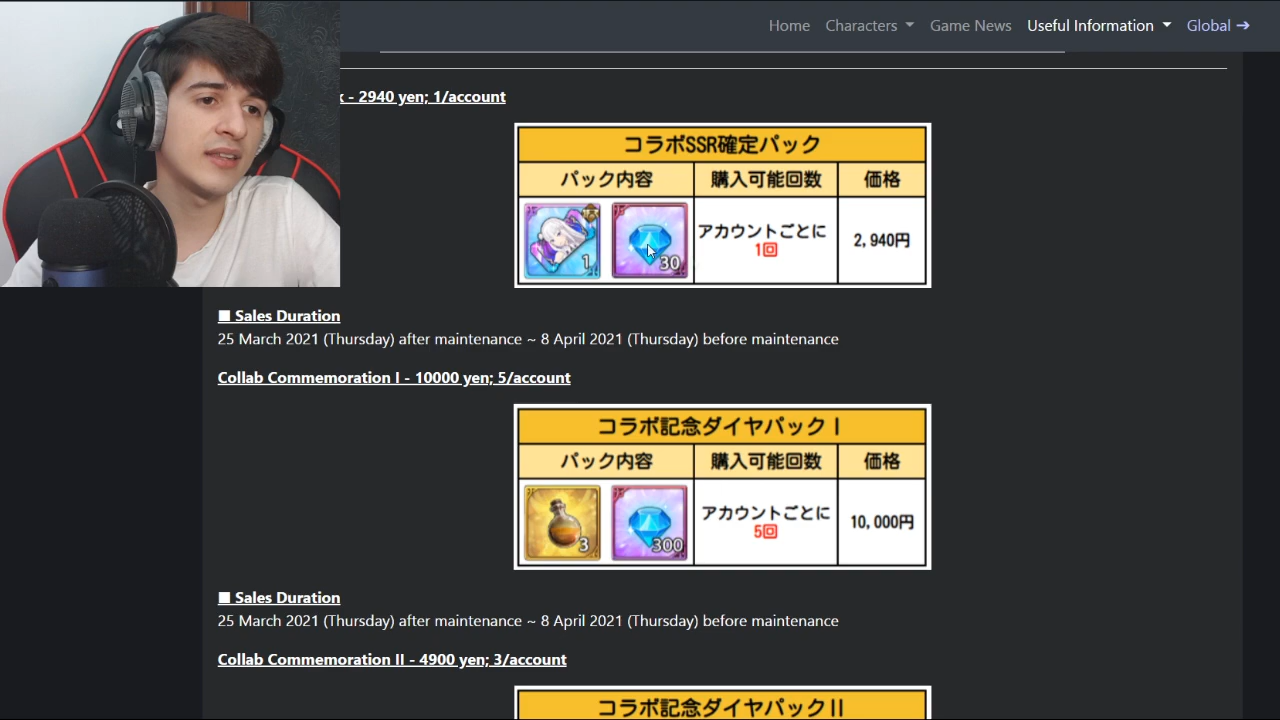 Home Characters Game News Useful Information Global ➔
- 2940 yen; 1/account
コラボSSR確定パック
パック内容 購入可能回数 価格
1 30 アカウントごとに 2,940円
1回
■ Sales Duration
25 March 2021 (Thursday) after maintenance ~ 8 April 2021 (Thursday) before maintenance
Collab Commemoration I - 10000 yen; 5/account
コラボ記念ダイヤパックⅠ
パック内容 購入可能回数 価格
3 300 アカウントごとに 10,000円
5回
■ Sales Duration
25 March 2021 (Thursday) after maintenance ~ 8 April 2021 (Thursday) before maintenance
Collab Commemoration II - 4900 yen; 3/account
コラボ記念ダイヤパックⅡ